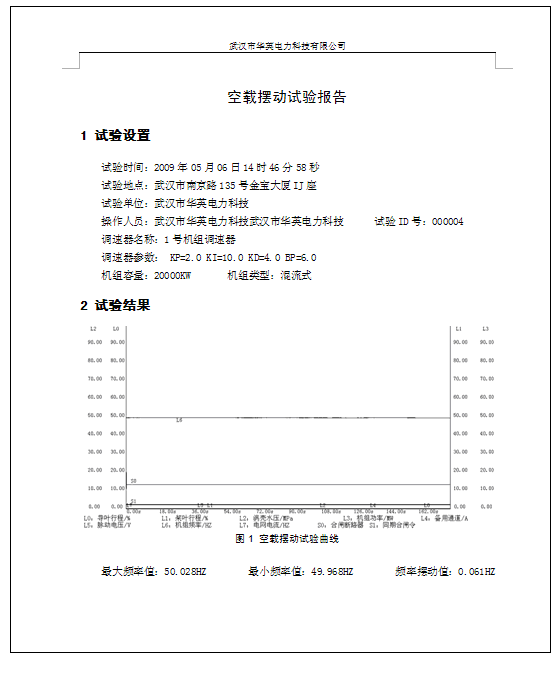 武汉市华英电力科技有限公司
空载摆动试验报告
1 试验设置
试验时间：2009 年 05 月 06 日 14 时 46 分 58 秒
试验地点：武汉市南京路 135 号金宝大厦 IJ 座
试验单位：武汉市华英电力科技
操作人员：武汉市华英电力科技武汉市华英电力科技 试验 ID 号：000004
调速器名称：1 号机组调速器
调速器参数： KP=2.0 KI=10.0 KD=4.0 BP=6.0
机组容量：20000KW 机组类型：混流式
2 试验结果
L2 L0 L1 L3
90.00 90.00 90.00 90.00
80.00 80.00 80.00 80.00
70.00 70.00 70.00 70.00
60.00 60.00 60.00 60.00
50.00 50.00 50.00 50.00
L6
40.00 40.00 40.00 40.00
30.00 30.00 30.00 30.00
20.00 20.00 20.00 20.00
S0
10.00 10.00 10.00 10.00
S1
0.00 0.00 0.00 0.00
0.00s 18.00s 36.00s 54.00s 72.00s 90.00s 108.00s 126.00s 144.00s 162.00s
L0：导叶行程/% L1：桨叶行程/% L2：涡壳水压/MPa L3：机组功率/MW L4：备用通道/A
L5：脉动电压/V L6：机组频率/HZ L7：电网电流/HZ S0：合闸断路器 S1：同期合闸令
图 1 空载摆动试验曲线
最大频率值：50.028HZ 最小频率值：49.968HZ 频率摆动值：0.061HZ